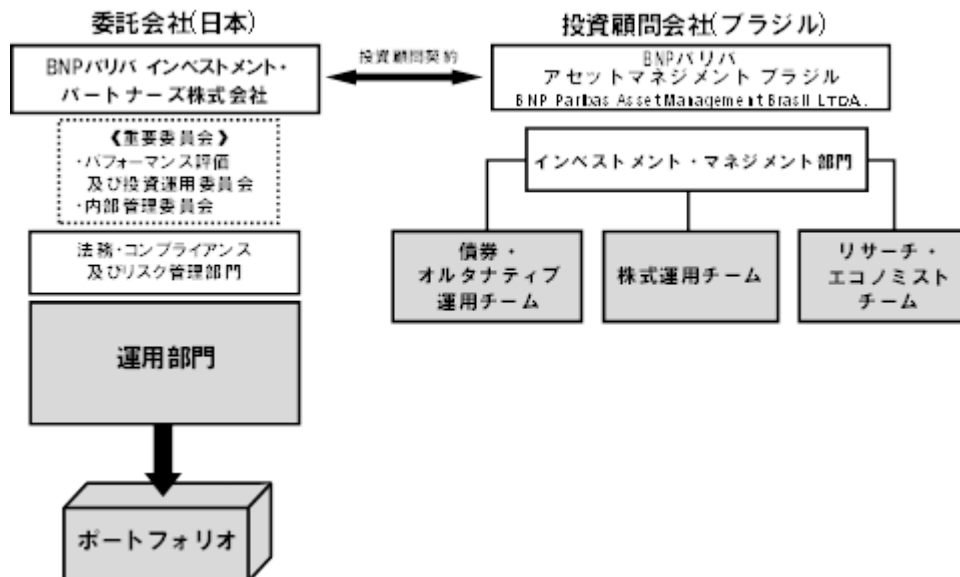 委託会社(日本)
BNPパリバ インベストメント・
パートナーズ株式会社
《重要委員会》
・パフォーマンス評価
及び投資運用委員会
・内部管理委員会
法務・コンプライアンス
及びリスク管理部門
運用部門
ポートフォリオ
投資顧問契約
投資顧問会社(ブラジル)
BNPパリバ
アセットマネジメント ブラジル
BNP Paribas Asset Management Brasil LTDA.
インベストメント・マネジメント部門
債券・
オルタナティブ
運用チーム
株式運用チーム
リサーチ・
エコノミスト
チーム